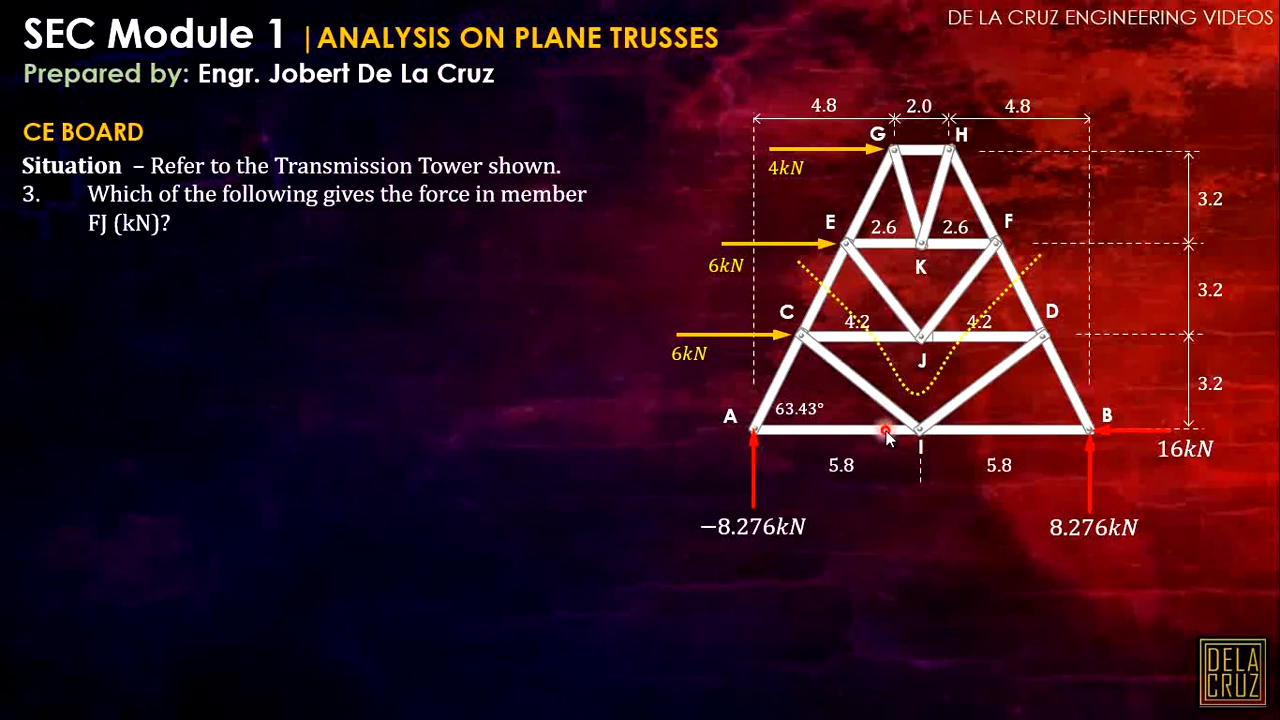 SEC Module 1 |ANALYSIS ON PLANE TRUSSES
DE LA CRUZ ENGINEERING VIDEOS
Prepared by: Engr. Jobert De La Cruz
CE BOARD
Situation – Refer to the Transmission Tower shown.
3. Which of the following gives the force in member
FJ (kN)?
4.8 2.0 4.8
G H
4kN
3.2
E 2.6 2.6 F
6kN K
3.2
C 4.2 4.2 D
6kN J
3.2
A 63.43° B
I 16kN
5.8 5.8
−8.276kN 8.276kN
DELA
CRUZ